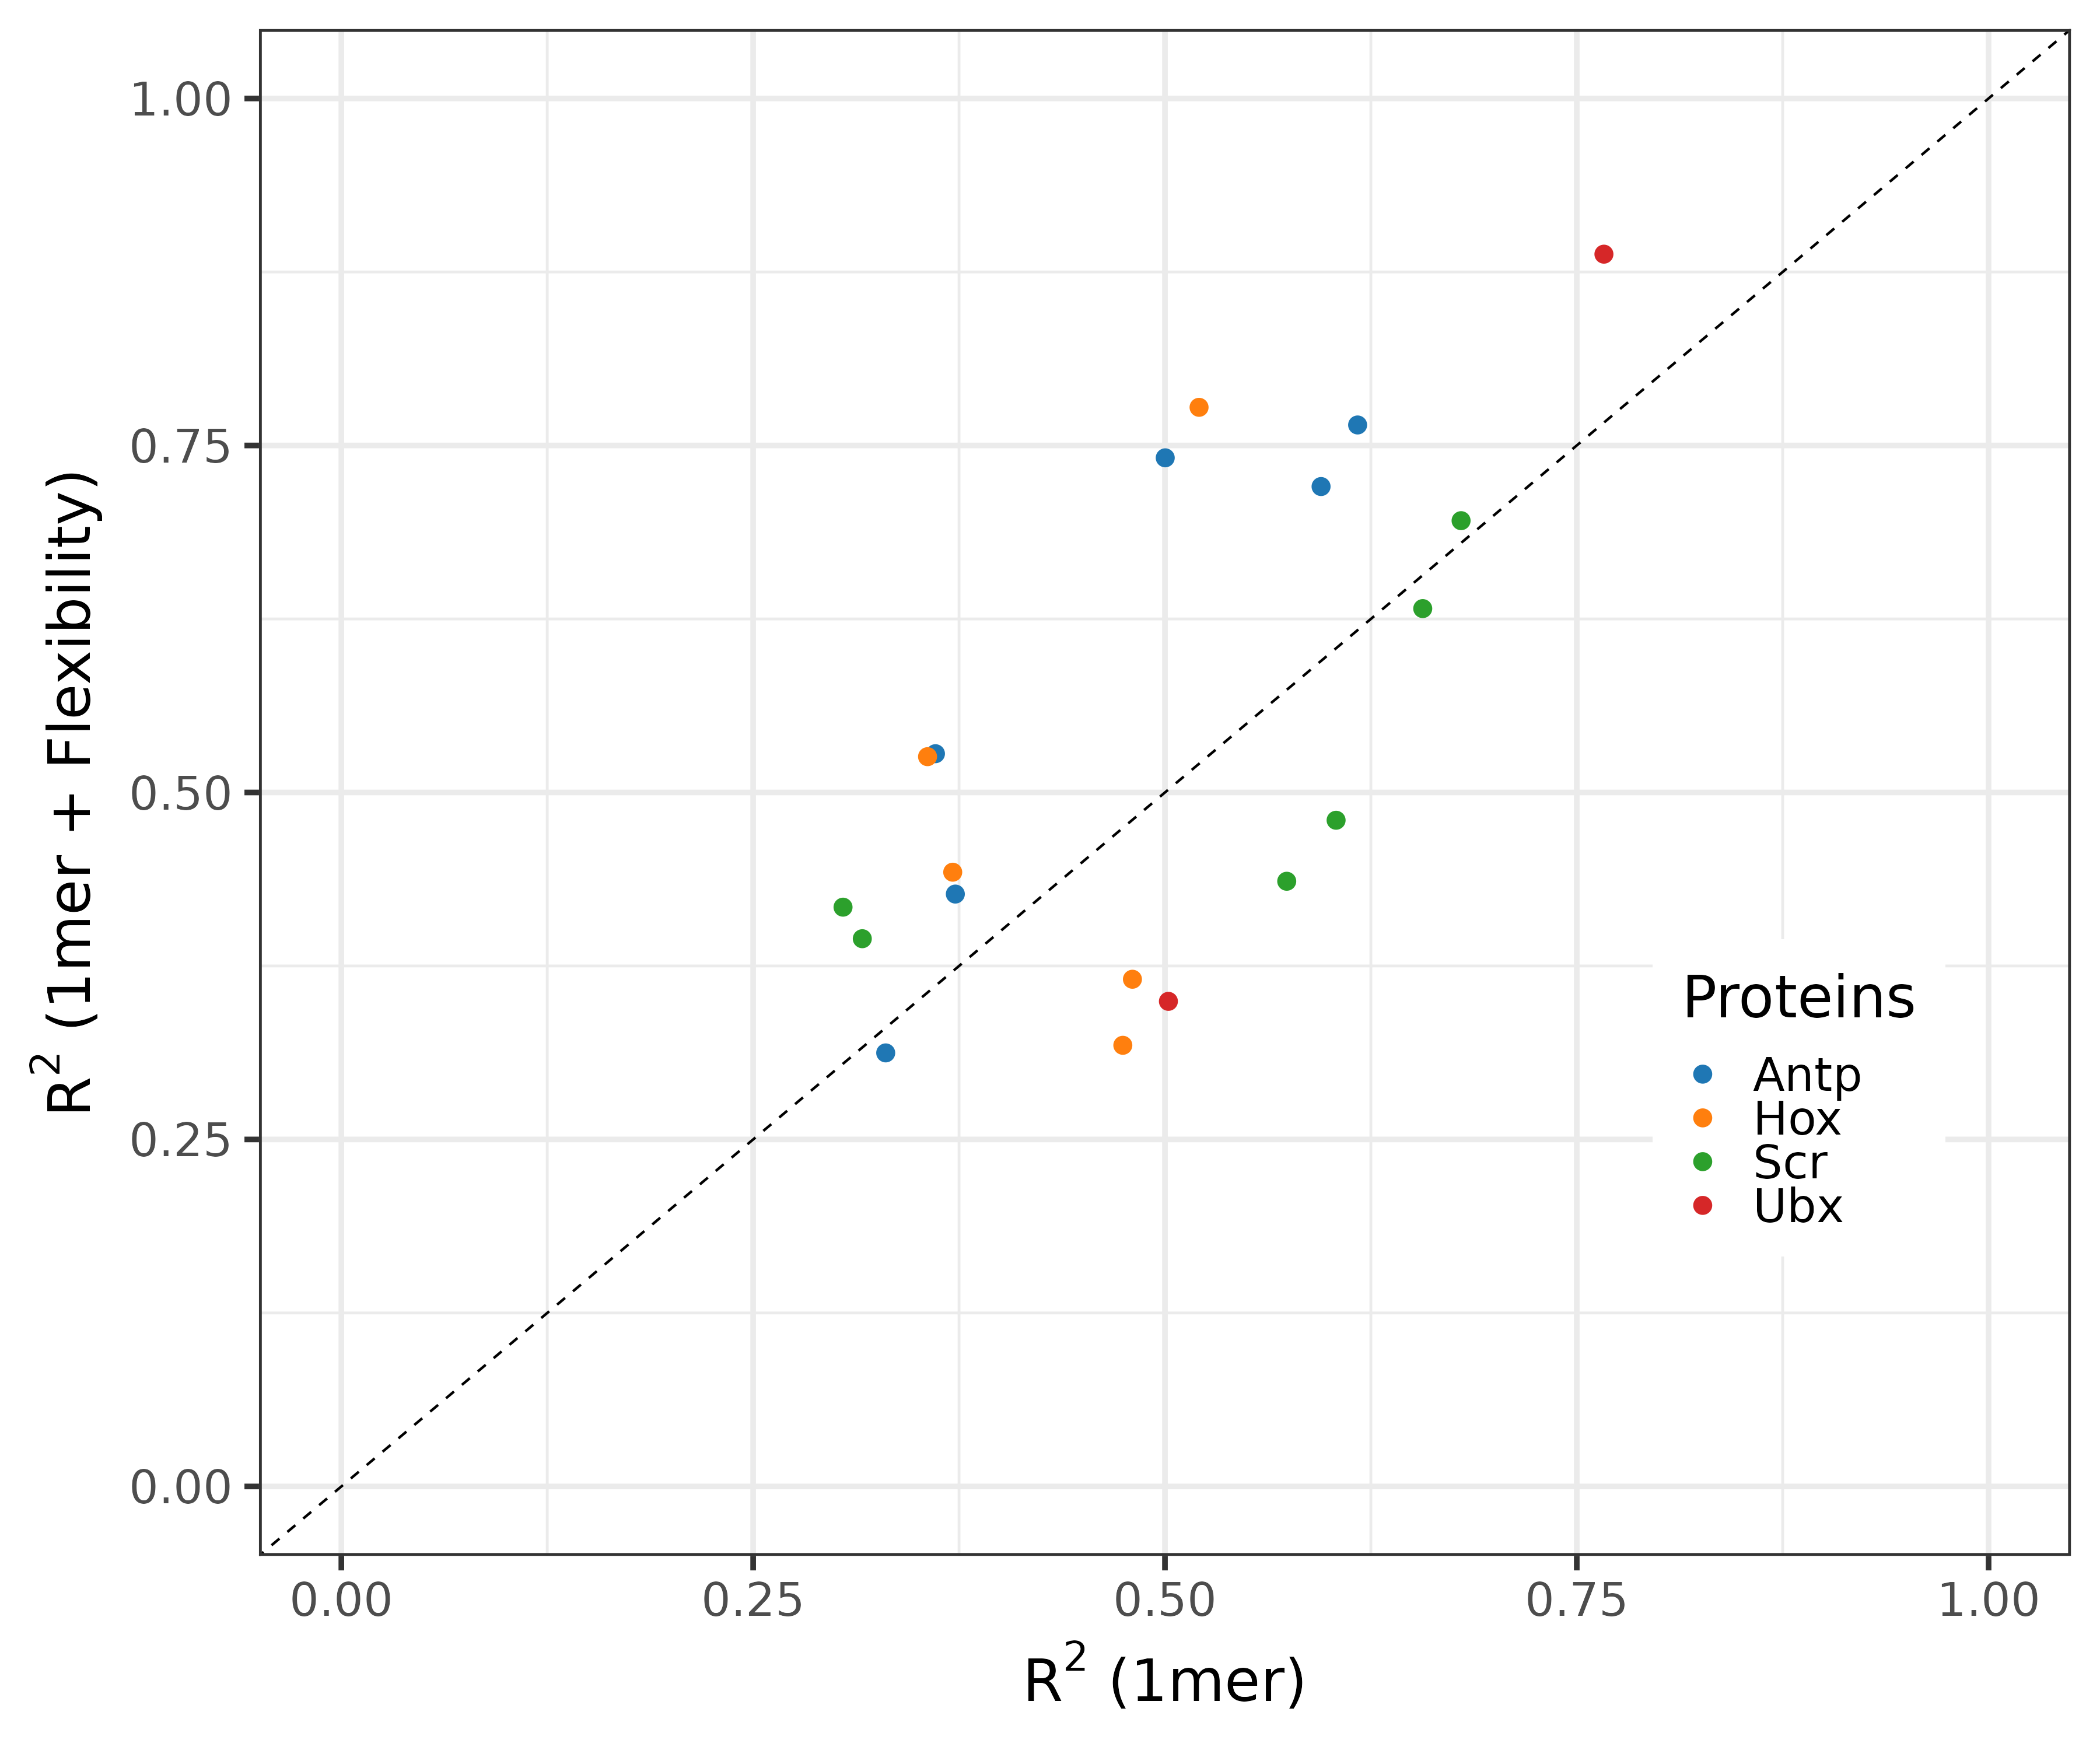 1.00
0.75
0.50
0.25
0.00
R² (1mer + Flexibility)
Proteins
Antp
Hox
Scr
Ubx
0.00 0.25 0.50 0.75 1.00
R² (1mer)